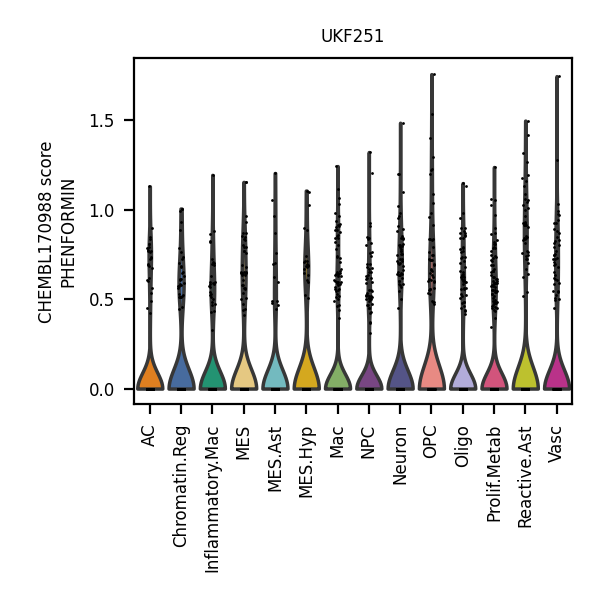 UKF251
CHEMBL170988 score
PHENFORMIN
1.5
1.0
0.5
0.0
AC
Chromatin.Reg
Inflammatory.Mac
MES
MES.Ast
MES.Hyp
Mac
NPC
Neuron
OPC
Oligo
Prolif.Metab
Reactive.Ast
Vasc